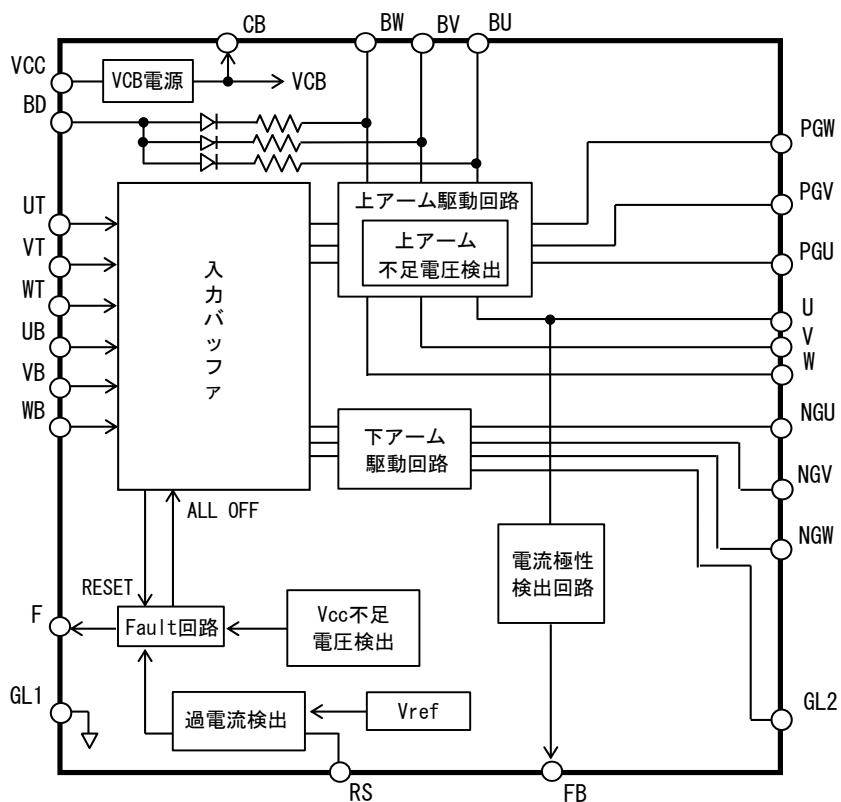 CB
BW
BV
BU
VCC
VCB電源
VCB
BD
PGW
PGV
PGU
UT
VT
WT
UB
VB
WB
入力バッファ
上アーム駆動回路
上アーム
不足電圧検出
U
V
W
NGU
NGV
NGW
下アーム
駆動回路
ALL OFF
RESET
電流極性
検出回路
F
Fault回路
Vcc不足
電圧検出
GL1
過電流検出
Vref
GL2
RS
FB